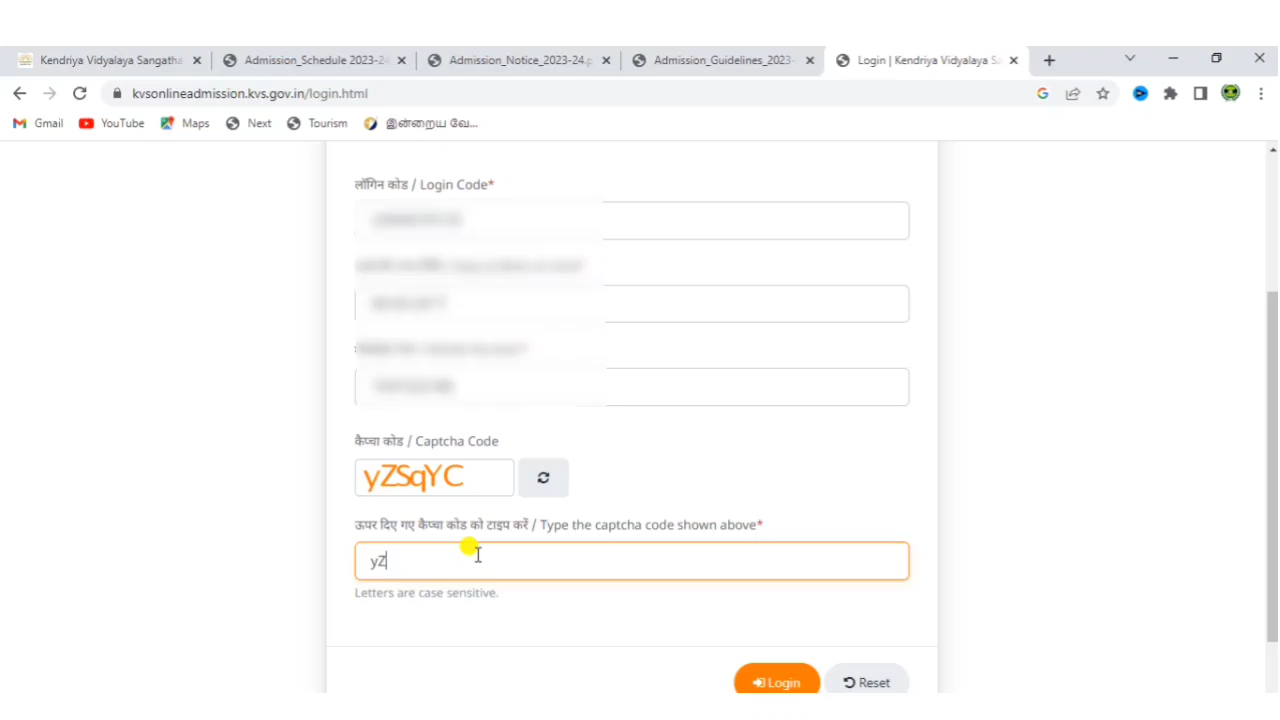 Kendriya Vidyalaya Sangatha
Admission_Schedule 2023-24
Admission_Notice_2023-24.p
Admission_Guidelines_2023-
Login | Kendriya Vidyalaya Sa
kvsonlineadmission.kvs.gov.in/login.html
Gmail YouTube Maps Next Tourism இன்றைய வே...
लॉगिन कोड / Login Code*
कैप्चा कोड / Captcha Code
yZSqYC
ऊपर दिए गए कैप्चा कोड को टाइप करें / Type the captcha code shown above*
yZ
Letters are case sensitive.
Login Reset